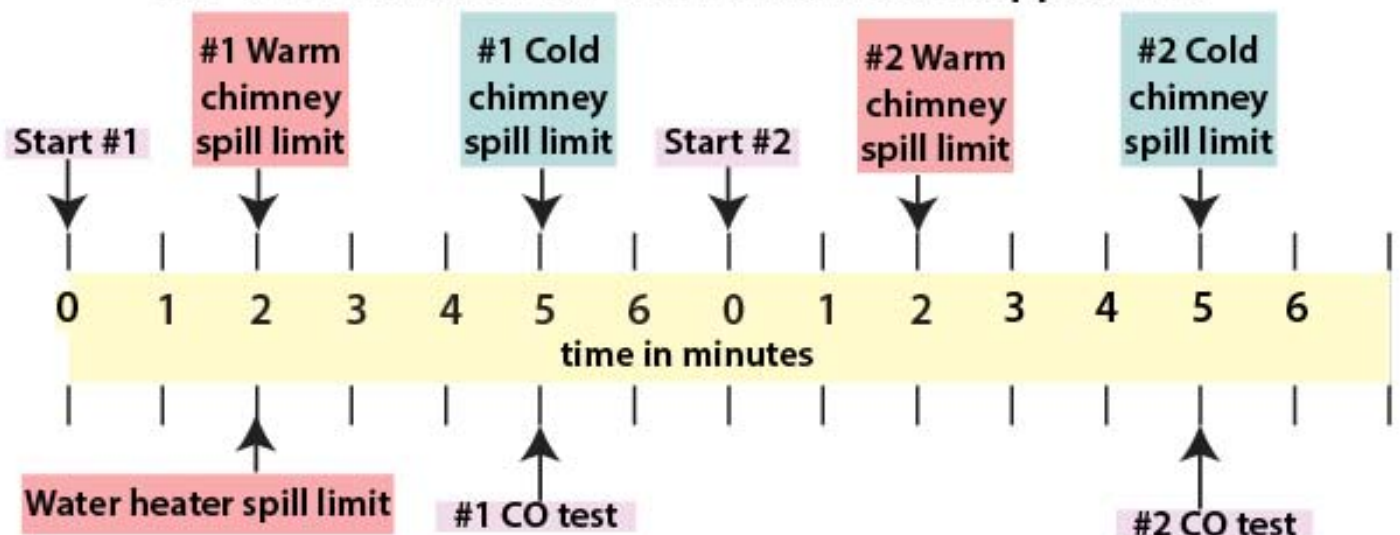 #1 Warm
chimney
spill limit
#1 Cold
chimney
spill limit
#2 Warm
chimney
spill limit
#2 Cold
chimney
spill limit
Start #1
Start #2
0 1 2 3 4 5 6 0 1 2 3 4 5 6
time in minutes
Water heater spill limit
#1 CO test
#2 CO test